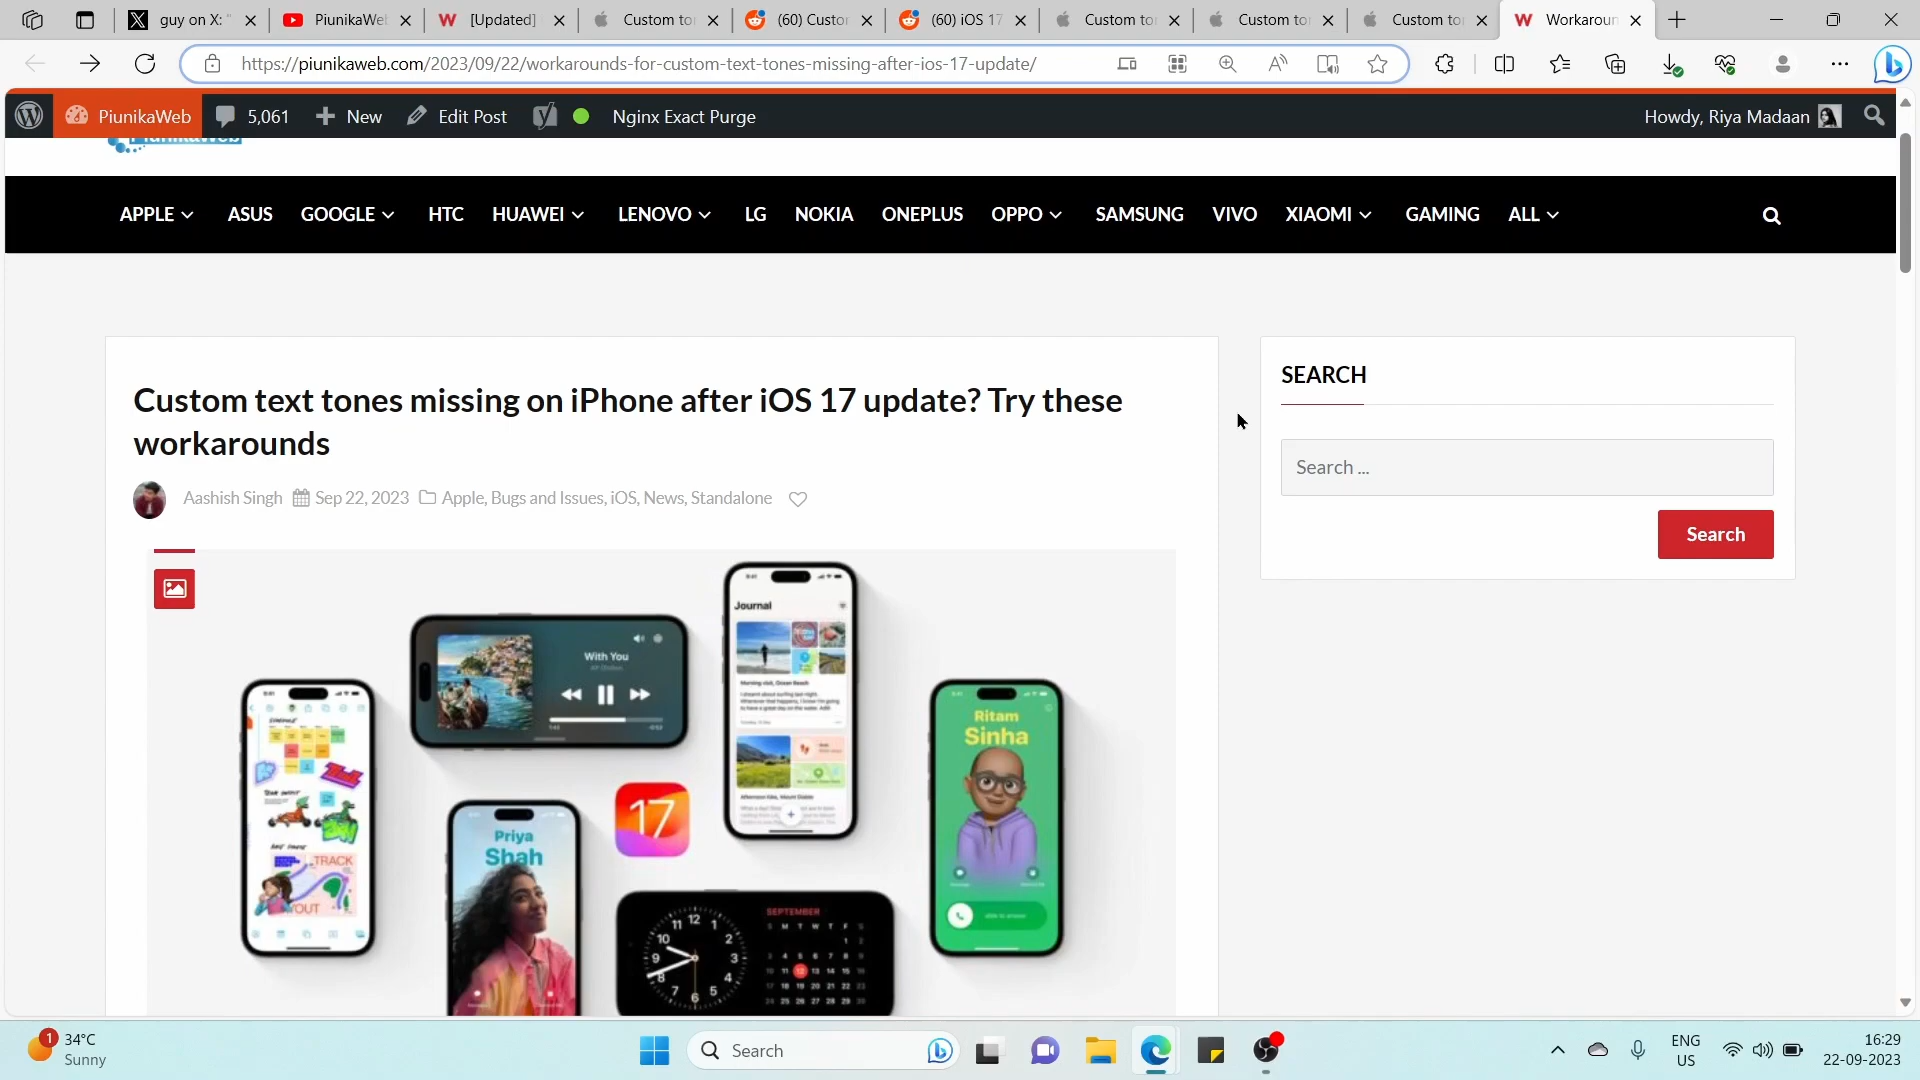 guy on X: "
PiunikaWe
[Updated]
Custom to
(60) Custo
(60) iOS 17
Custom to
Custom to
Custom to
Workaroun
https://piunikaweb.com/2023/09/22/workarounds-for-custom-text-tones-missing-after-ios-17-update/
PiunikaWeb
5,061
New
Edit Post
Nginx Exact Purge
Howdy, Riya Madaan
PiunikaWeb
APPLE ASUS GOOGLE HTC HUAWEI LENOVO LG NOKIA ONEPLUS OPPO SAMSUNG VIVO XIAOMI GAMING ALL
Custom text tones missing on iPhone after iOS 17 update? Try these
workarounds
Aashish Singh Sep 22, 2023 Apple, Bugs and Issues, iOS, News, Standalone
SEARCH
Search ...
Search
With You
Journal
Ritam
Sinha
17
Priya
Shah
TRACK
OUT
SEPTEMBER
1
34°C
Sunny
Search
ENG
US
16:29
22-09-2023